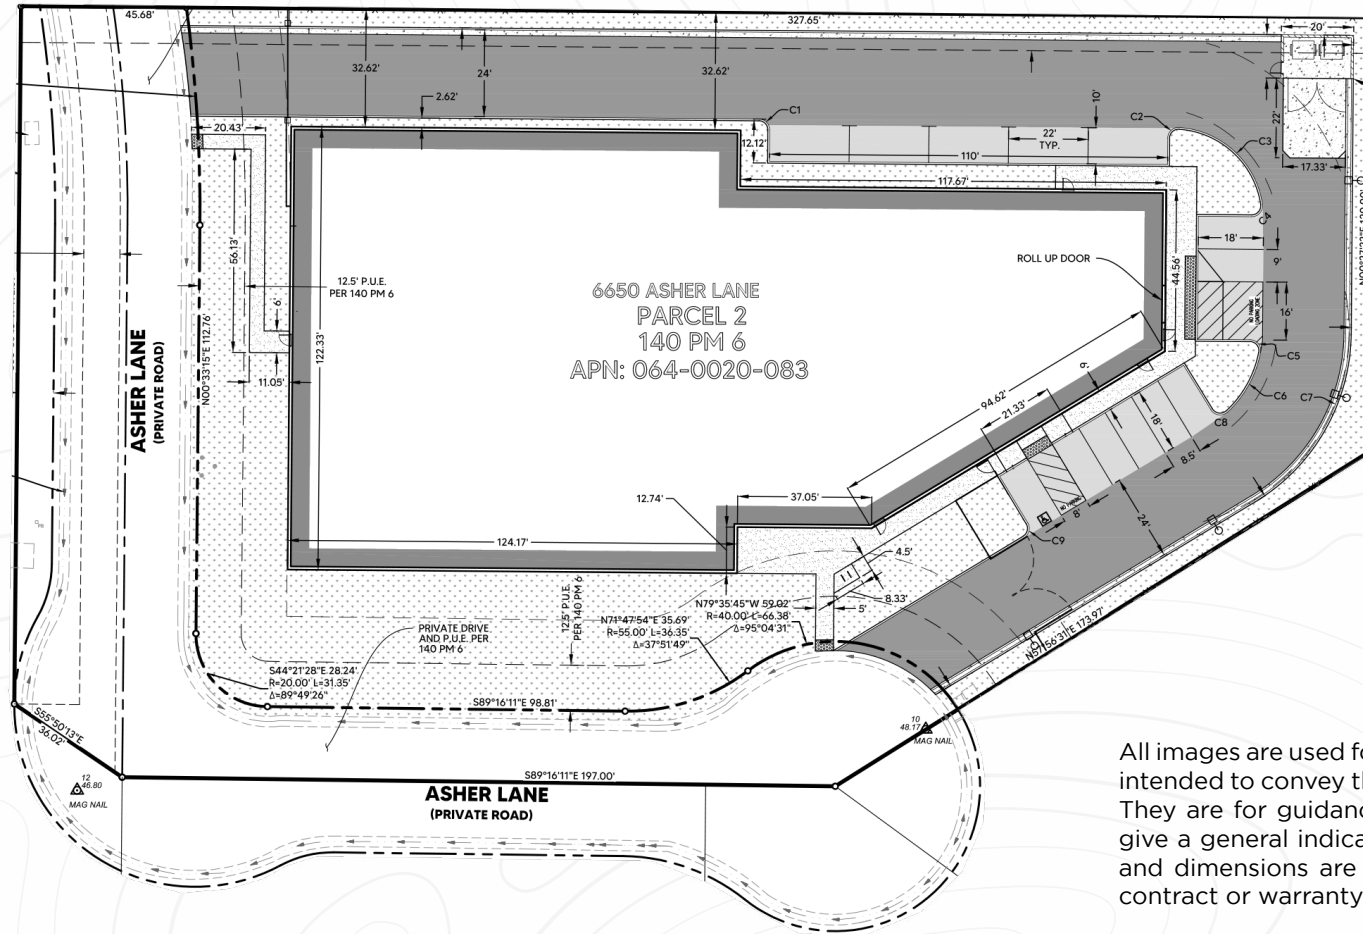 45.68'
327.65'
20'
32.62'
24'
32.62'
2.62'
10'
C1
C2
C3
22'
22'
TYP.
12.12'
110'
17.33'
20.43'
117.67'
C4
18'
9'
16'
NO PARKING
LOADING ZONE
44.56'
ROLL UP DOOR
56.13'
12.5' P.U.E.
PER 140 PM 6
6'
11.05'
122.33'
N00°33'15"E 112.76'
ASHER LANE
(PRIVATE ROAD)
6650 ASHER LANE
PARCEL 2
140 PM 6
APN: 064-0020-083
C5
C6
C7
C8
94.62'
21.33'
6'
18'
8.5'
NO PARKING
8'
24'
C9
12.74'
37.05'
124.17'
4.5'
8.33'
5'
12.5' P.U.E.
PER 140 PM 6
N79°35'45"W 59.02'
R=40.00' L=66.38'
Δ=95°04'31"
N71°47'54"E 35.69'
R=55.00' L=36.35'
Δ=37°51'49"
PRIVATE DRIVE
AND P.U.E. PER
140 PM 6
S44°21'28"E 28.24'
R=20.00' L=31.35'
Δ=89°49'26"
S89°16'11"E 98.81'
N57°56'31"E 173.97'
S55°50'13"E
36.02'
12
46.80
MAG NAIL
10
48.17
MAG NAIL
S89°16'11"E 197.00'
ASHER LANE
(PRIVATE ROAD)
All images are used fo
intended to convey th
They are for guidanc
give a general indica
and dimensions are
contract or warranty